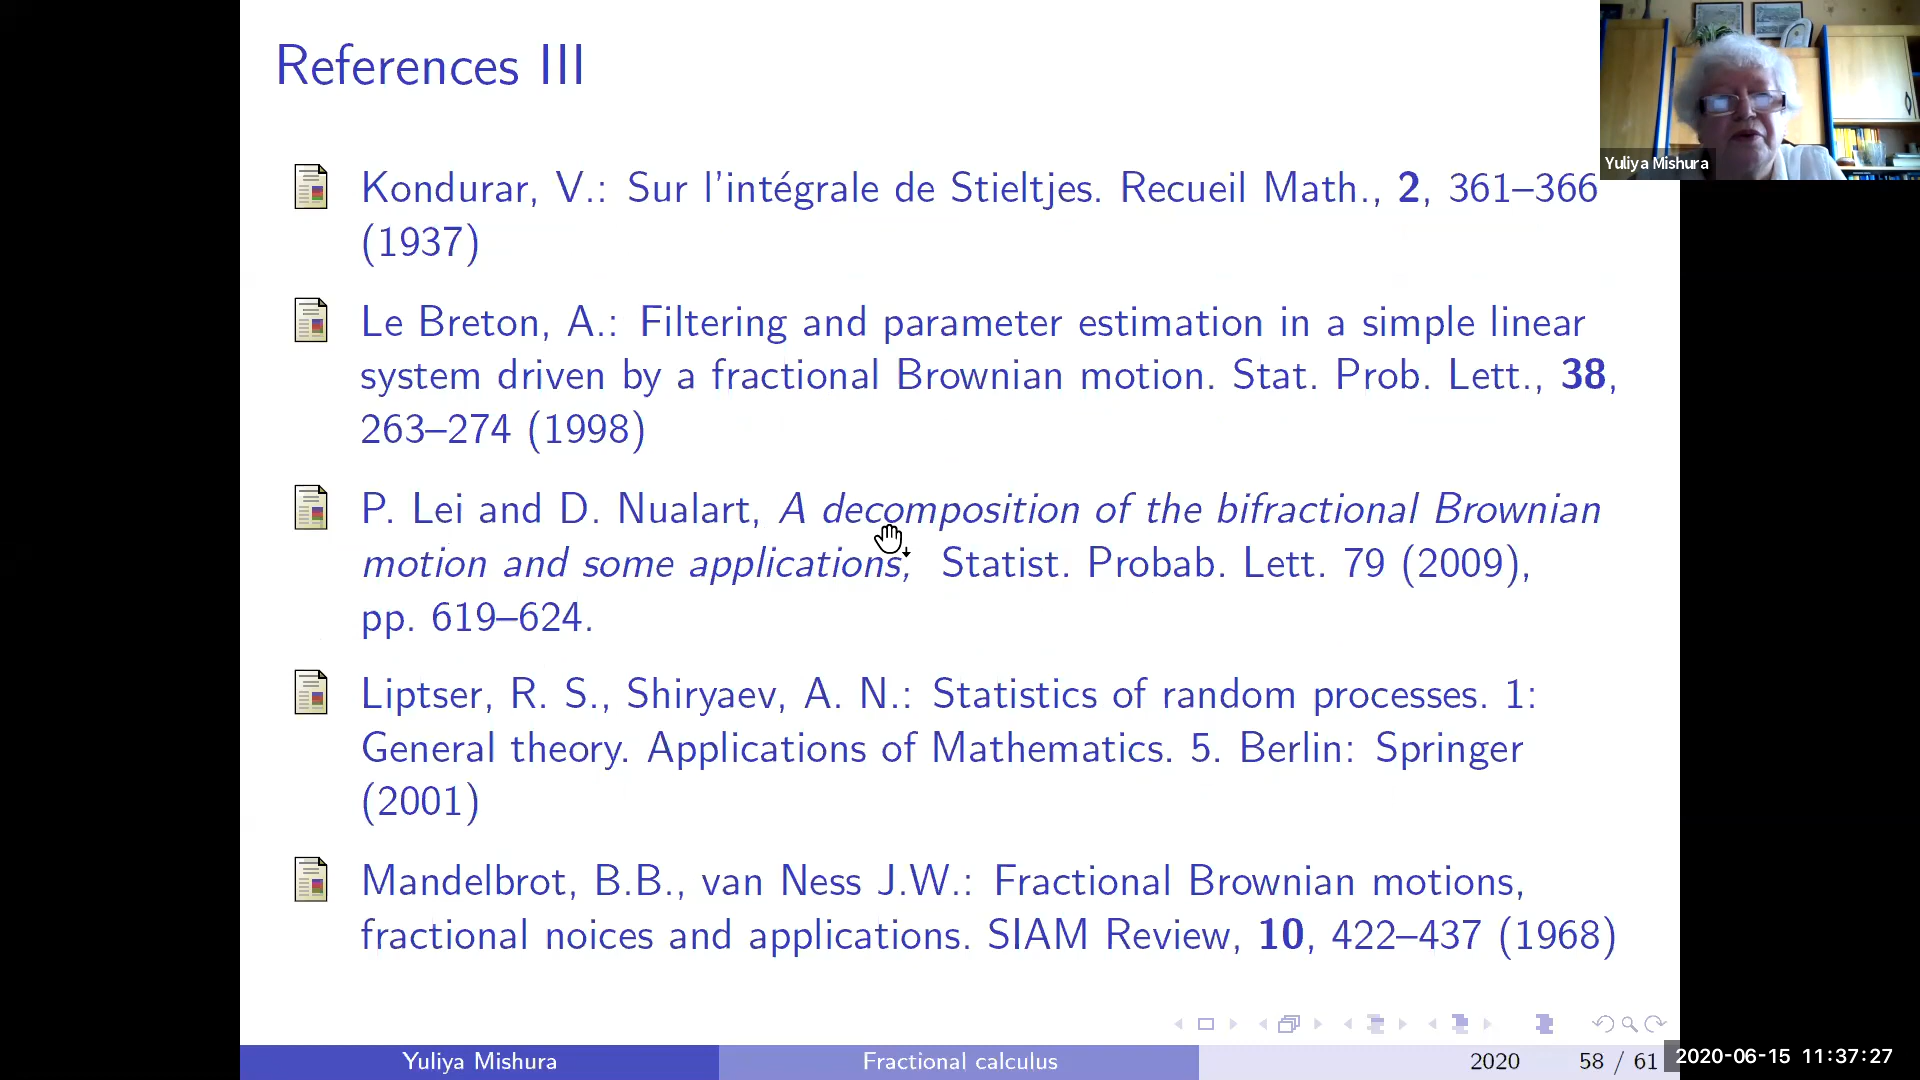 References III
Yuliya Mishura
Kondurar, V.: Sur l'intégrale de Stieltjes. Recueil Math., 2, 361–366
(1937)
Le Breton, A.: Filtering and parameter estimation in a simple linear
system driven by a fractional Brownian motion. Stat. Prob. Lett., 38,
263–274 (1998)
P. Lei and D. Nualart, A decomposition of the bifractional Brownian
motion and some applications, Statist. Probab. Lett. 79 (2009),
pp. 619–624.
Liptser, R. S., Shiryaev, A. N.: Statistics of random processes. 1:
General theory. Applications of Mathematics. 5. Berlin: Springer
(2001)
Mandelbrot, B.B., van Ness J.W.: Fractional Brownian motions,
fractional noices and applications. SIAM Review, 10, 422–437 (1968)
Yuliya Mishura Fractional calculus 2020 58 / 61
2020-06-15 11:37:27